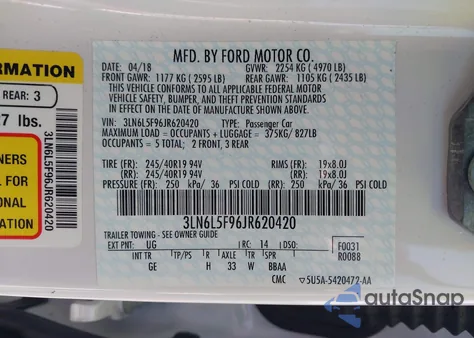 MFD. BY FORD MOTOR CO.
DATE: 04/18 GVWR: 2254 KG ( 4970 LB)
FRONT GAWR: 1177 KG ( 2595 LB) REAR GAWR: 1105 KG ( 2435 LB)
THIS VEHICLE CONFORMS TO ALL APPLICABLE FEDERAL MOTOR
VEHICLE SAFETY, BUMPER, AND THEFT PREVENTION STANDARDS
IN EFFECT ON THE DATE OF MANUFACTURE SHOWN ABOVE.
VIN: 3LN6L5F96JR620420 TYPE: Passenger Car
MAXIMUM LOAD=OCCUPANTS + LUGGAGE = 375KG/ 827LB
OCCUPANTS = 5 TOTAL; 2 FRONT, 3 REAR
TIRE (FR): 245/40R19 94V RIMS (FR): 19x8.0J
TIRE (RR): 245/40R19 94V RIMS (RR): 19x8.0J
PRESSURE (FR): 250 kPa/ 36 PSI COLD (RR): 250 kPa/ 36 PSI COLD
3LN6L5F96JR620420
TRAILER TOWING - SEE OWNER GUIDE
EXT PNT: UG RC: 14 DSO: F0031
R0088
INT TP/PS R AXLE TR SPR
GE H 33 W BBAA
CMC 5U5A-5420472-AA
FORMATION
REAR: 3
7 lbs.
NERS
L FOR
ONAL
3LN6L5F96JR620420
autoSnap